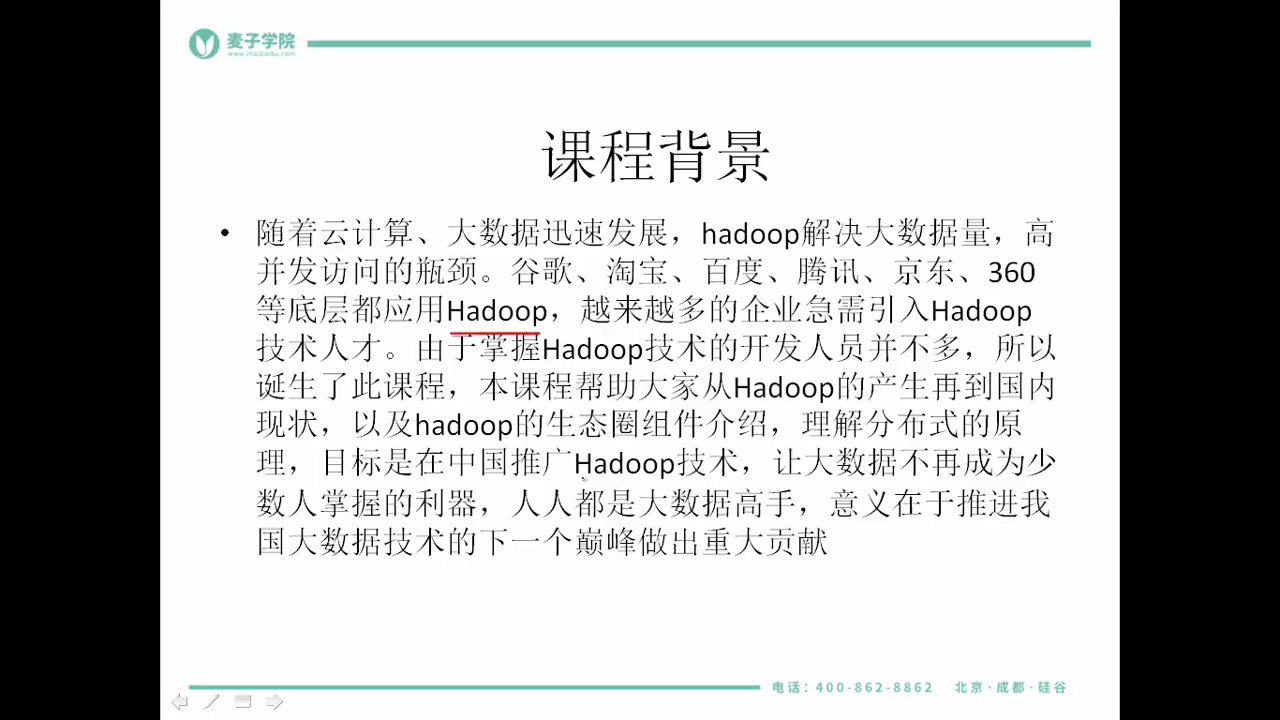 麦子学院
www.maiziedu.com
课程背景
• 随着云计算、大数据迅速发展，hadoop解决大数据量，高
并发访问的瓶颈。谷歌、淘宝、百度、腾讯、京东、360
等底层都应用Hadoop，越来越多的企业急需引入Hadoop
技术人才。由于掌握Hadoop技术的开发人员并不多，所以
诞生了此课程，本课程帮助大家从Hadoop的产生再到国内
现状，以及hadoop的生态圈组件介绍，理解分布式的原
理，目标是在中国推广Hadoop技术，让大数据不再成为少
数人掌握的利器，人人都是大数据高手，意义在于推进我
国大数据技术的下一个巅峰做出重大贡献
电话：400-862-8862 北京·成都·硅谷